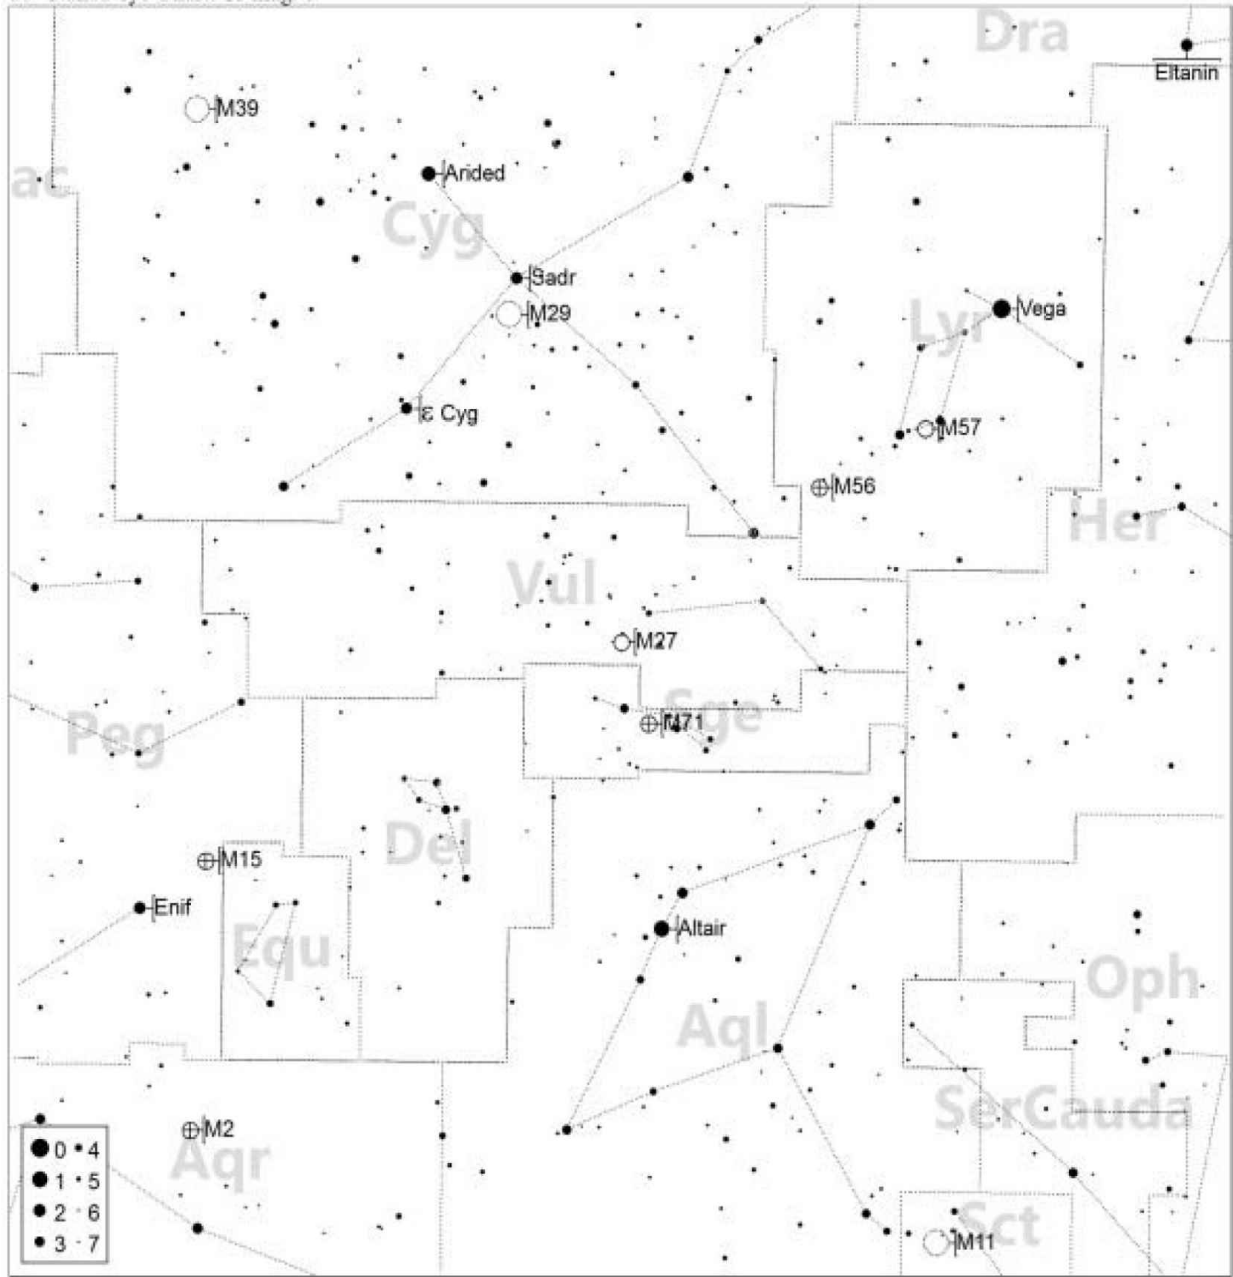 Dra
Eltanin
M39
Arided
ac
Cyg
Sadr
M29
Lyr
Vega
ε Cyg
M57
M56
Her
Vul
M27
Sge
M71
Peg
Del
M15
Enif
Equ
Altair
Oph
Aql
SerCauda
M2
Aqr
0 4
1 5
2 6
3 7
Sct
M11